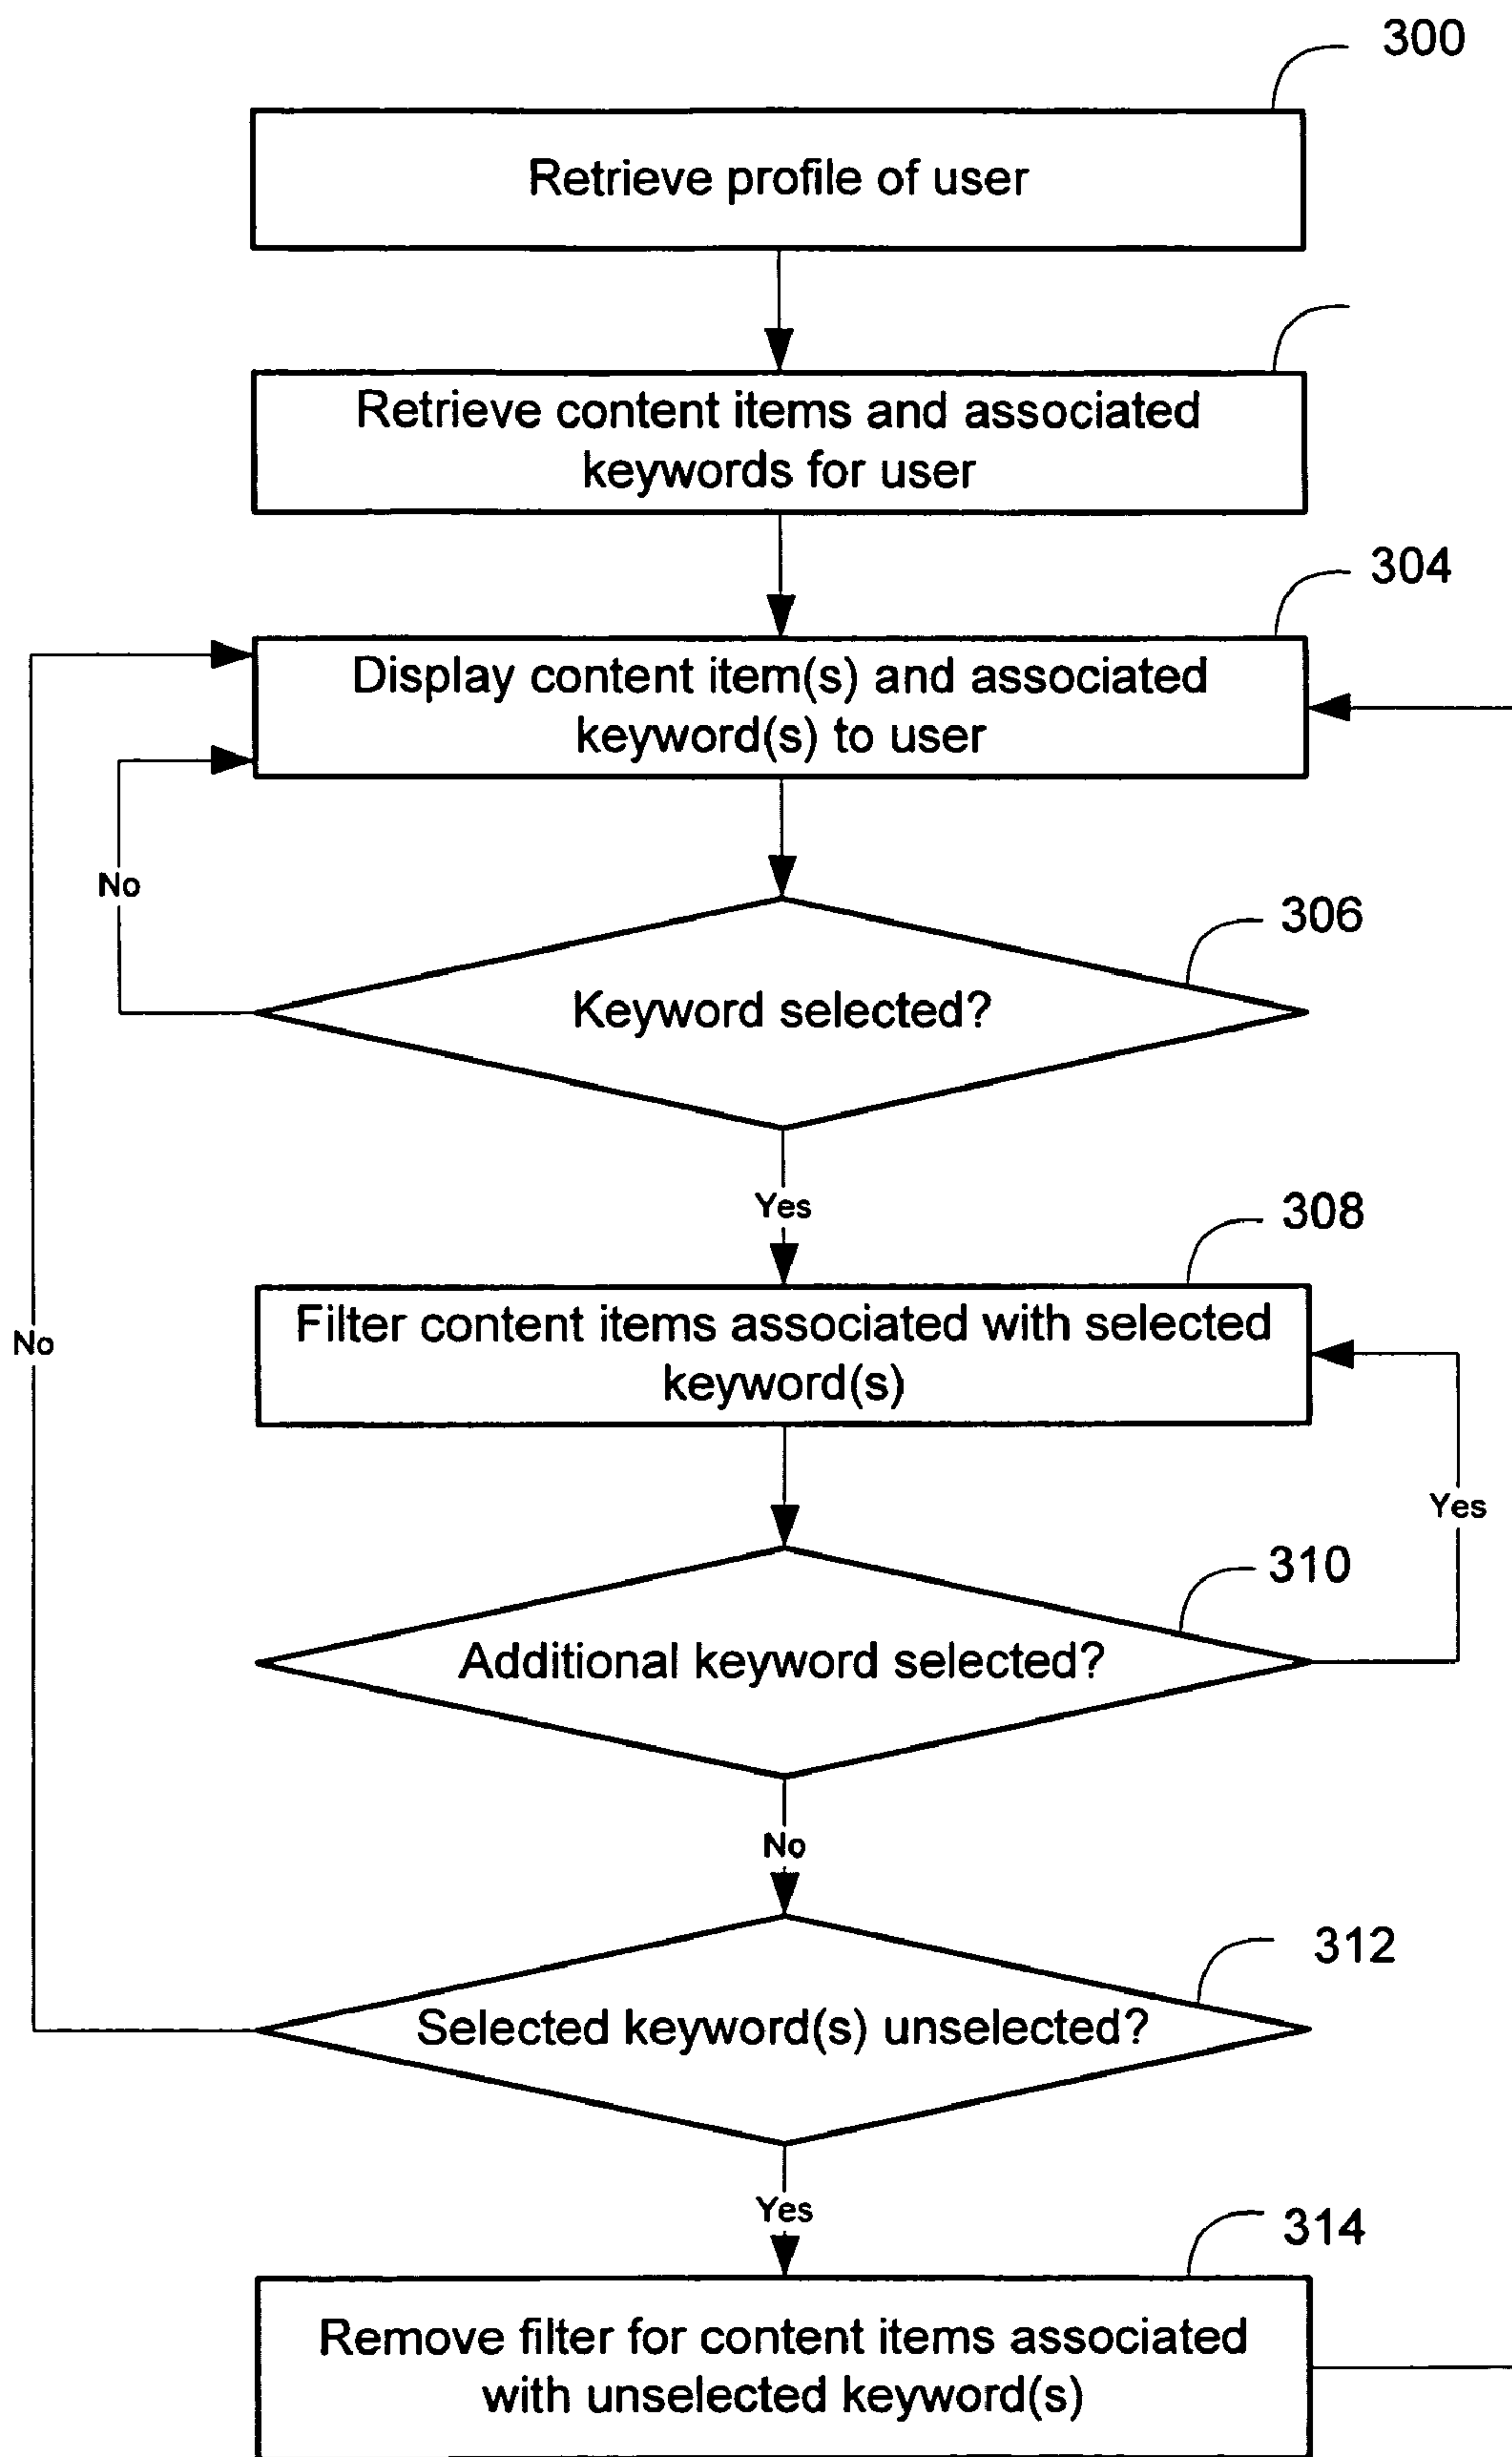 300
Retrieve profile of user
Retrieve content items and associated
keywords for user
304
Display content item(s) and associated
keyword(s) to user
No
306
Keyword selected?
Yes
308
Filter content items associated with selected
keyword(s)
No
Yes
310
Additional keyword selected?
No
312
Selected keyword(s) unselected?
Yes
314
Remove filter for content items associated
with unselected keyword(s)